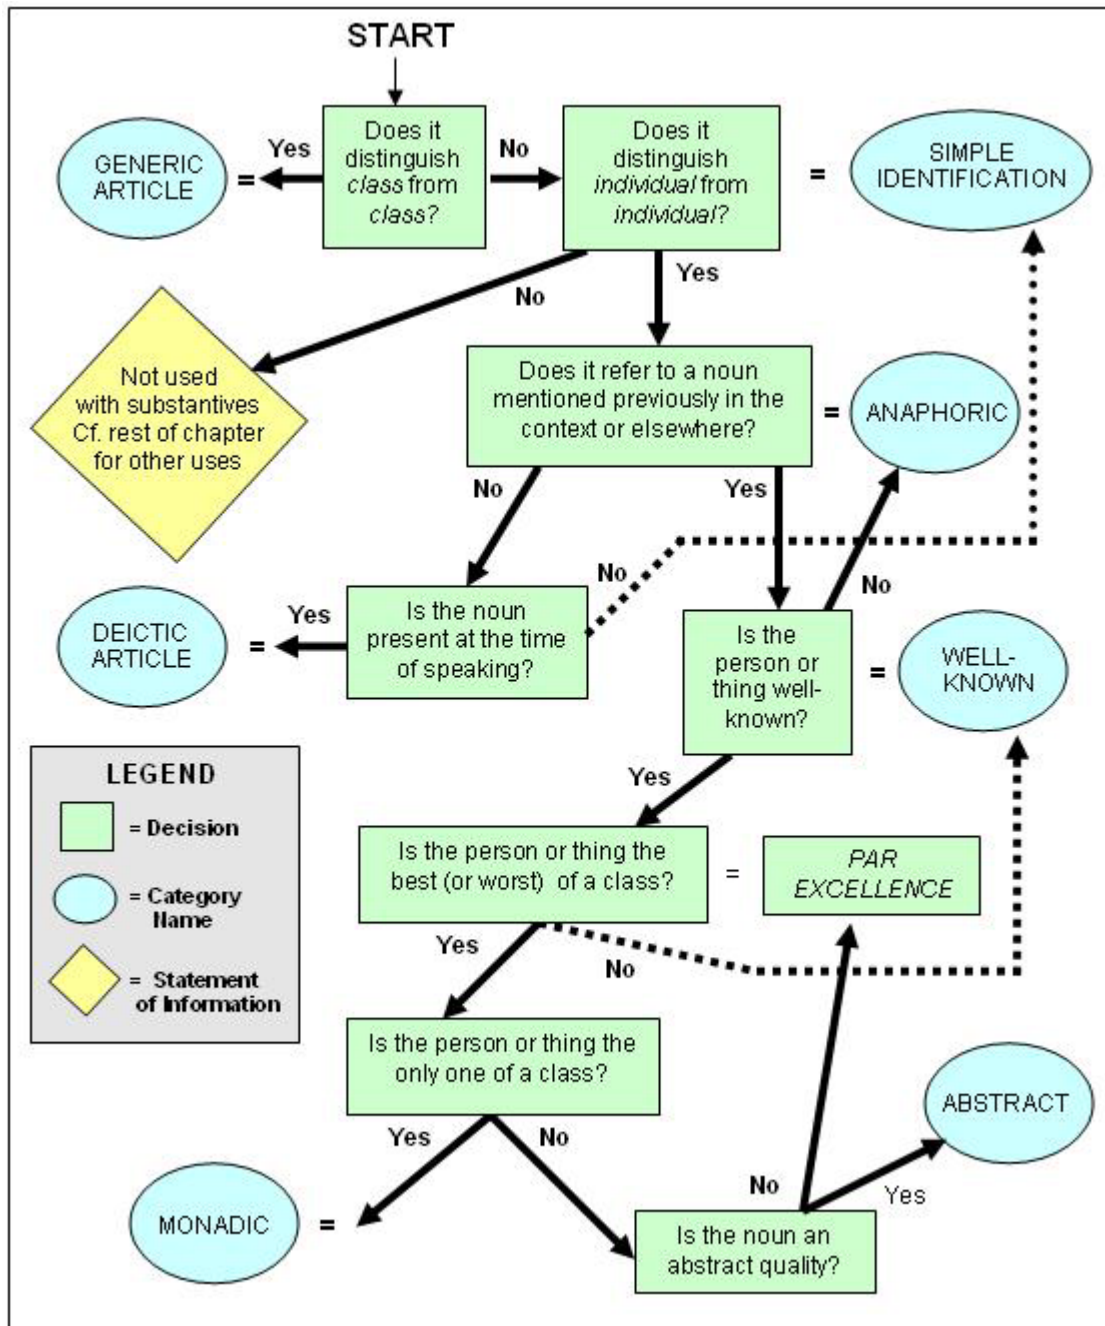 START
GENERIC
ARTICLE
=
Yes
Does it
distinguish
class from
class?
No
Does it
distinguish
individual from
individual?
=
SIMPLE
IDENTIFICATION
No
Yes
Not used
with substantives
Cf. rest of chapter
for other uses
Does it refer to a noun
mentioned previously in the
context or elsewhere?
=
ANAPHORIC
No
Yes
DEICTIC
ARTICLE
=
Yes
Is the noun
present at the time
of speaking?
No
No
Is the
person or
thing well-
known?
=
WELL-
KNOWN
LEGEND
= Decision
= Category
Name
= Statement
of Information
Yes
Is the person or thing the
best (or worst) of a class?
=
PAR
EXCELLENCE
Yes
No
Is the person or thing the
only one of a class?
Yes
No
MONADIC
=
Is the noun an
abstract quality?
No
Yes
ABSTRACT